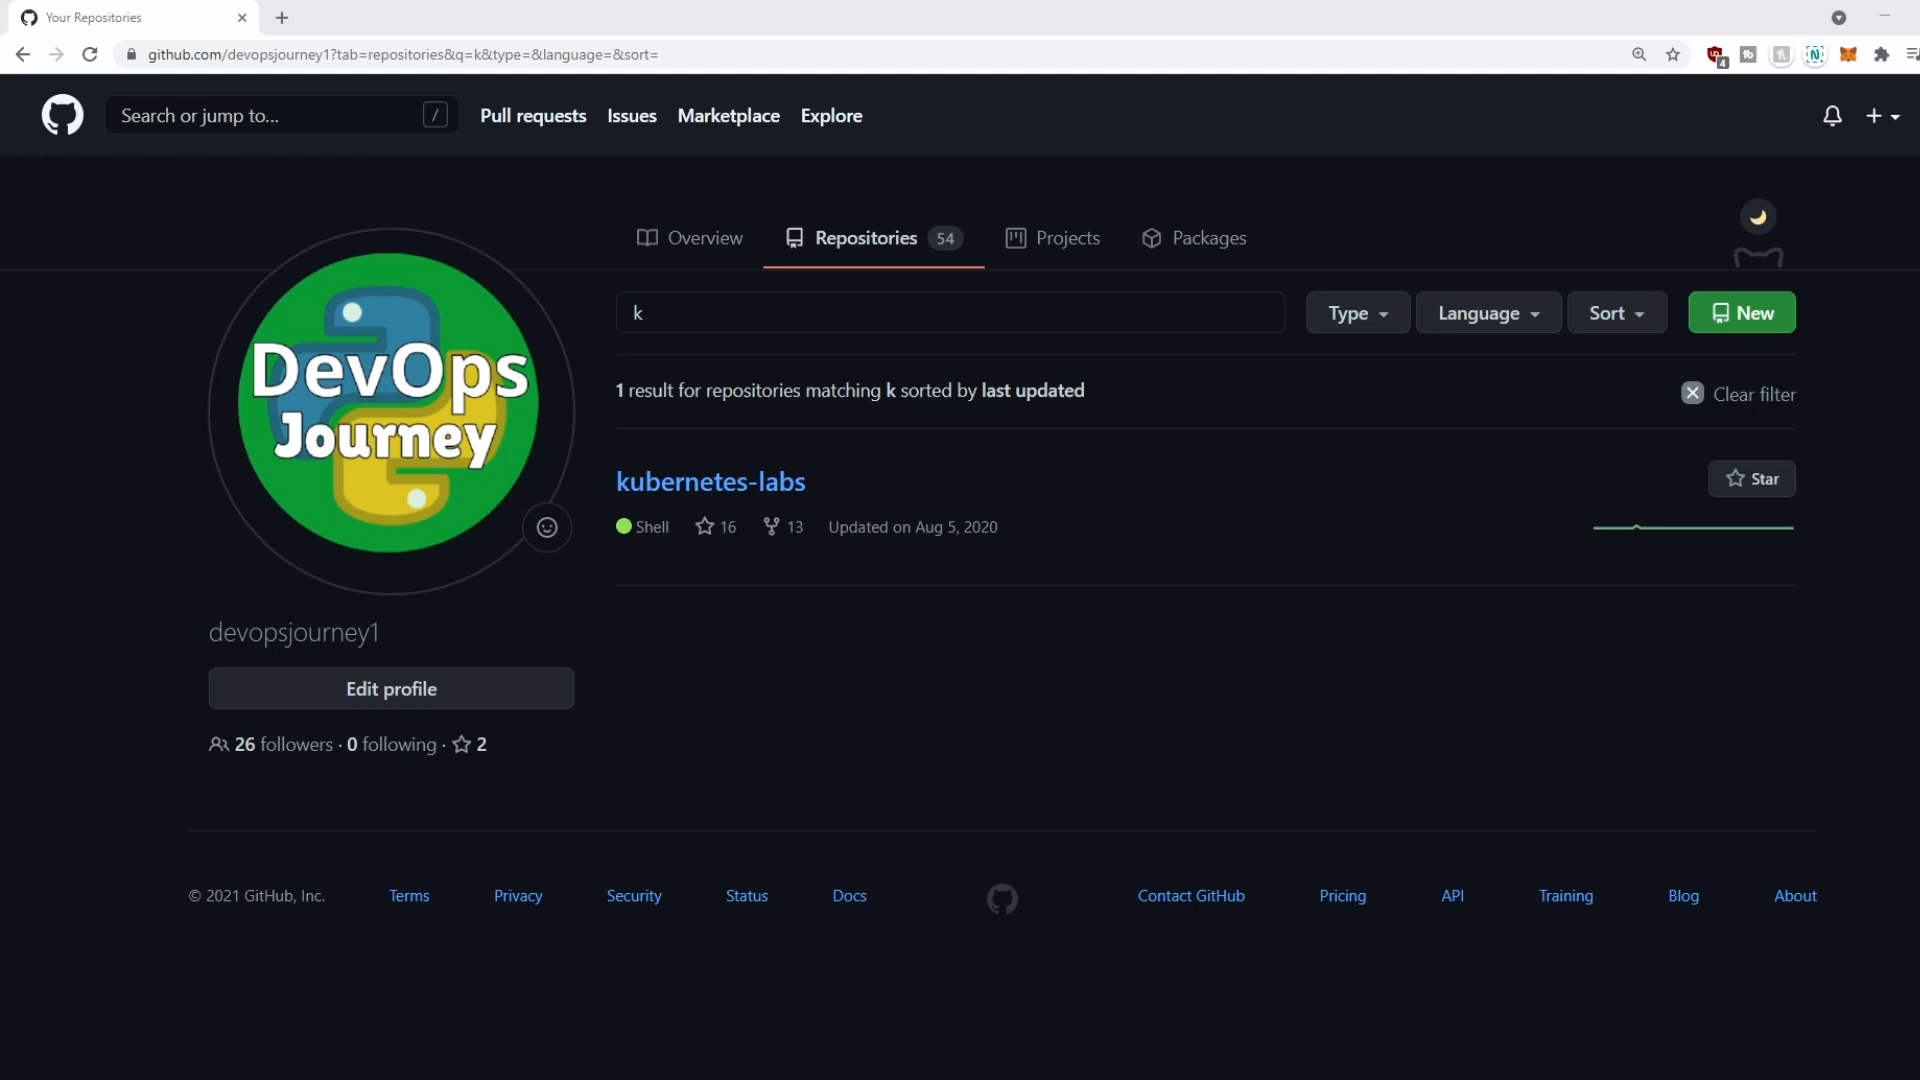 Your Repositories
github.com/devopsjourney1?tab=repositories&q=k&type=&language=&sort=
4
Search or jump to...
/
Pull requests
Issues
Marketplace
Explore
Overview
Repositories 54
Projects
Packages
DevOps
Journey
k
Type
Language
Sort
New
1 result for repositories matching k sorted by last updated
Clear filter
kubernetes-labs
Star
Shell
16
13
Updated on Aug 5, 2020
devopsjourney1
Edit profile
26 followers · 0 following · 2
© 2021 GitHub, Inc.
Terms
Privacy
Security
Status
Docs
Contact GitHub
Pricing
API
Training
Blog
About